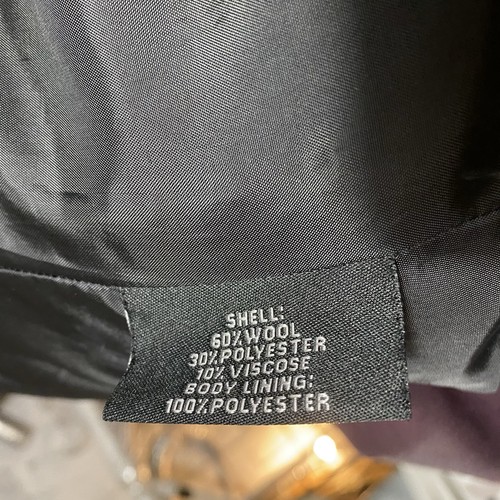 SHELL:
60%WOOL
30%POLYESTER
10% VISCOSE
BODY LINING:
100%POLYESTER